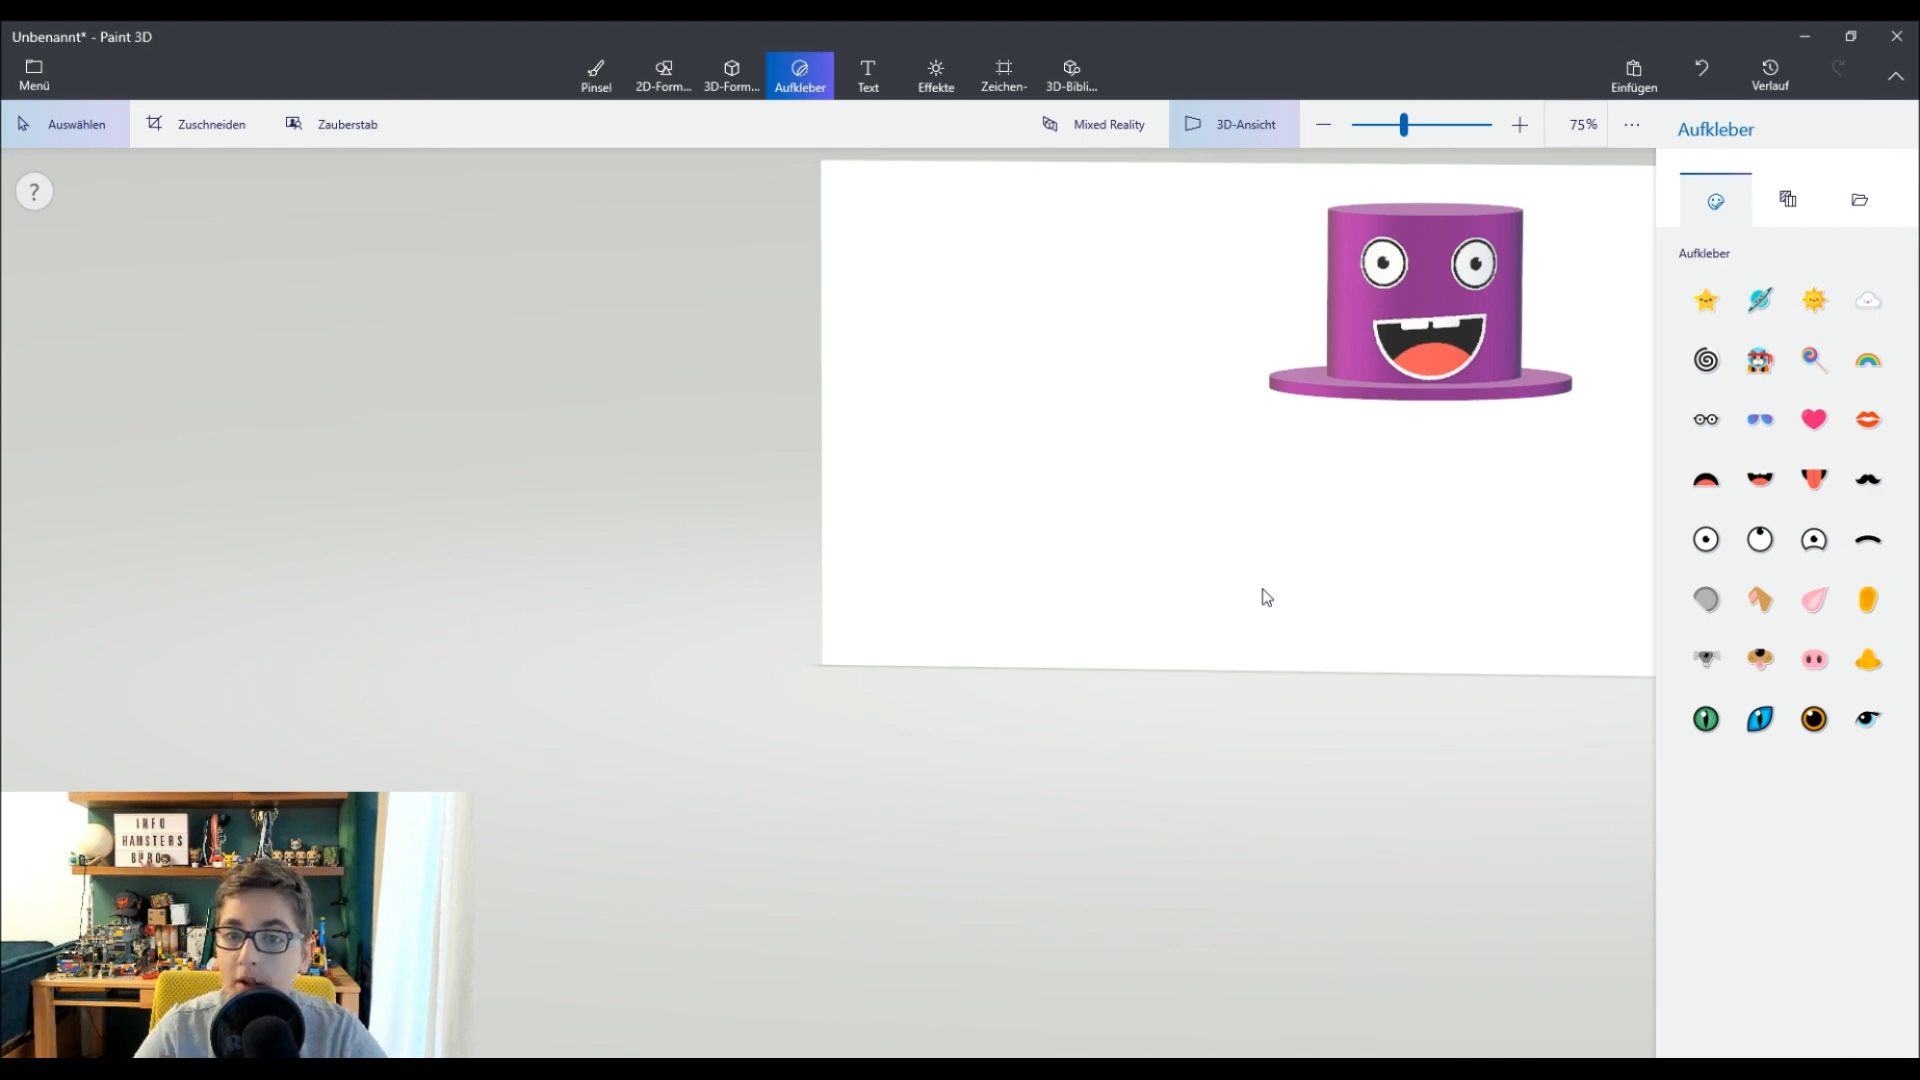 Unbenannt* - Paint 3D
Menü
Pinsel
2D-Form...
3D-Form...
Aufkleber
Text
Effekte
Zeichen-
3D-Bibli...
Einfügen
Verlauf
Auswählen
Zuschneiden
Zauberstab
Mixed Reality
3D-Ansicht
75%
Aufkleber
?
Aufkleber
INFO
HAMSTERS